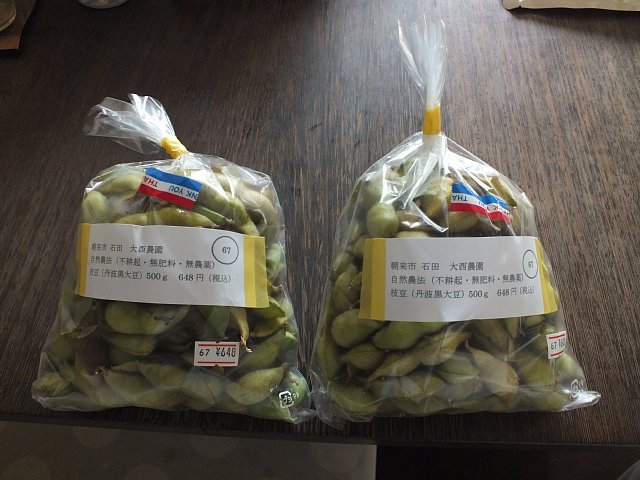 NK YOU
THA
朝来市 石田 大西農園
67
自然農法（不耕起・無肥料・無農薬）
枝豆（丹波黒大豆）500ｇ 648円（税込）
67 ¥648
朝来市 石田 大西農園
67
自然農法（不耕起・無肥料・無農薬）
枝豆（丹波黒大豆）500ｇ 648円（税込）
67